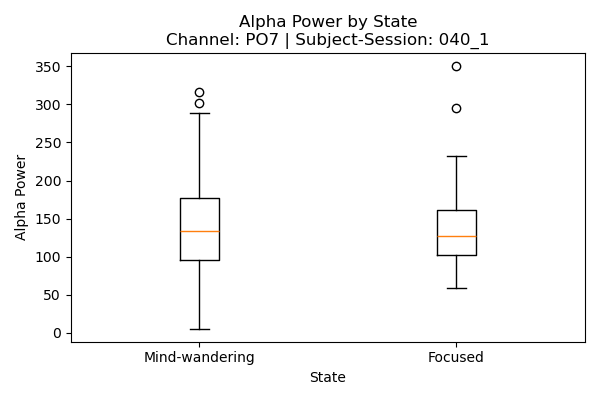 Alpha Power by State
Channel: PO7 | Subject-Session: 040_1
Alpha Power
350
300
250
200
150
100
50
0
Mind-wandering
Focused
State